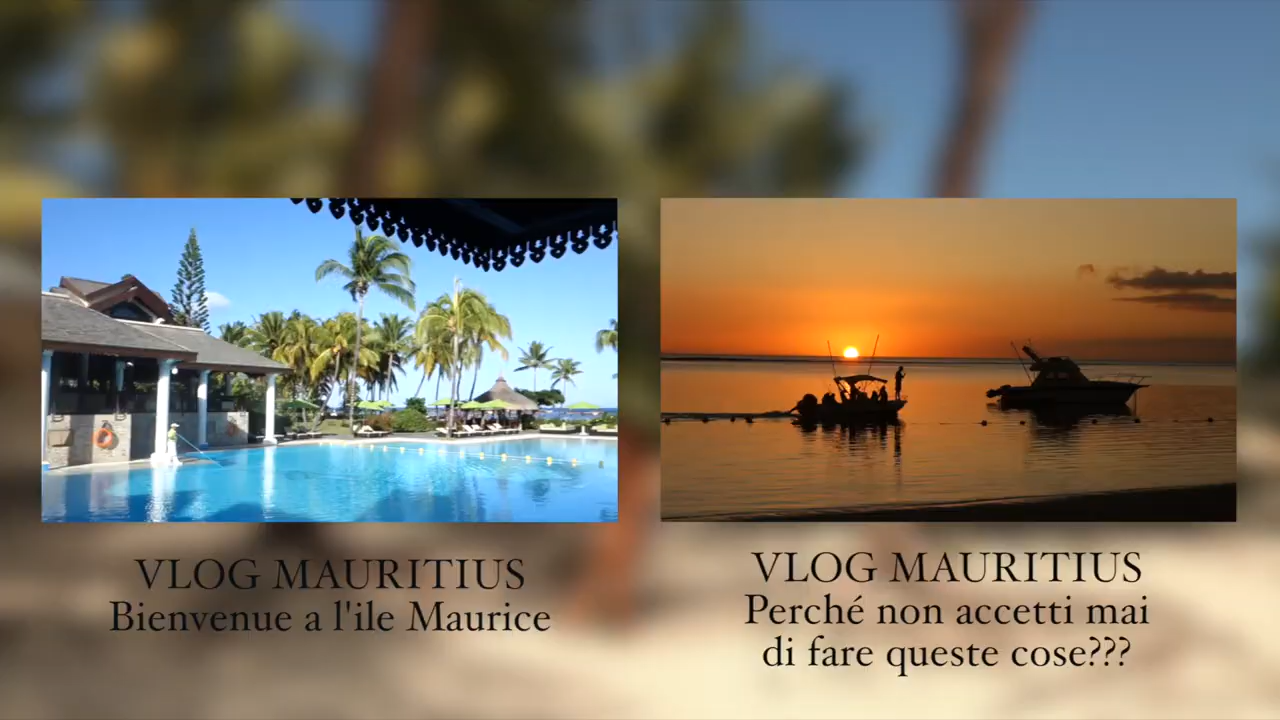 VLOG MAURITIUS
Bienvenue a l'ile Maurice
VLOG MAURITIUS
Perché non accetti mai
di fare queste cose???